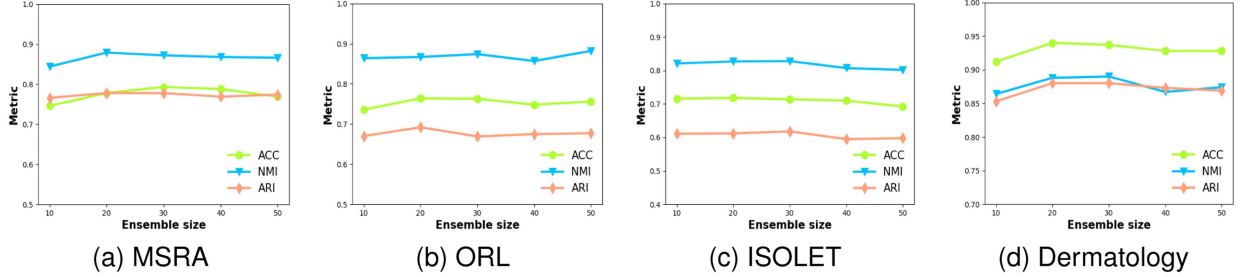 1.0
0.9
0.8
0.7
0.6
0.5
Metric
10 20 30 40 50
Ensemble size
ACC
NMI
ARI
(a) MSRA
1.0
0.9
0.8
0.7
0.6
0.5
Metric
10 20 30 40 50
Ensemble size
ACC
NMI
ARI
(b) ORL
1.0
0.9
0.8
0.7
0.6
0.5
0.4
Metric
10 20 30 40 50
Ensemble size
ACC
NMI
ARI
(c) ISOLET
1.00
0.95
0.90
0.85
0.80
0.75
0.70
Metric
10 20 30 40 50
Ensemble size
ACC
NMI
ARI
(d) Dermatology